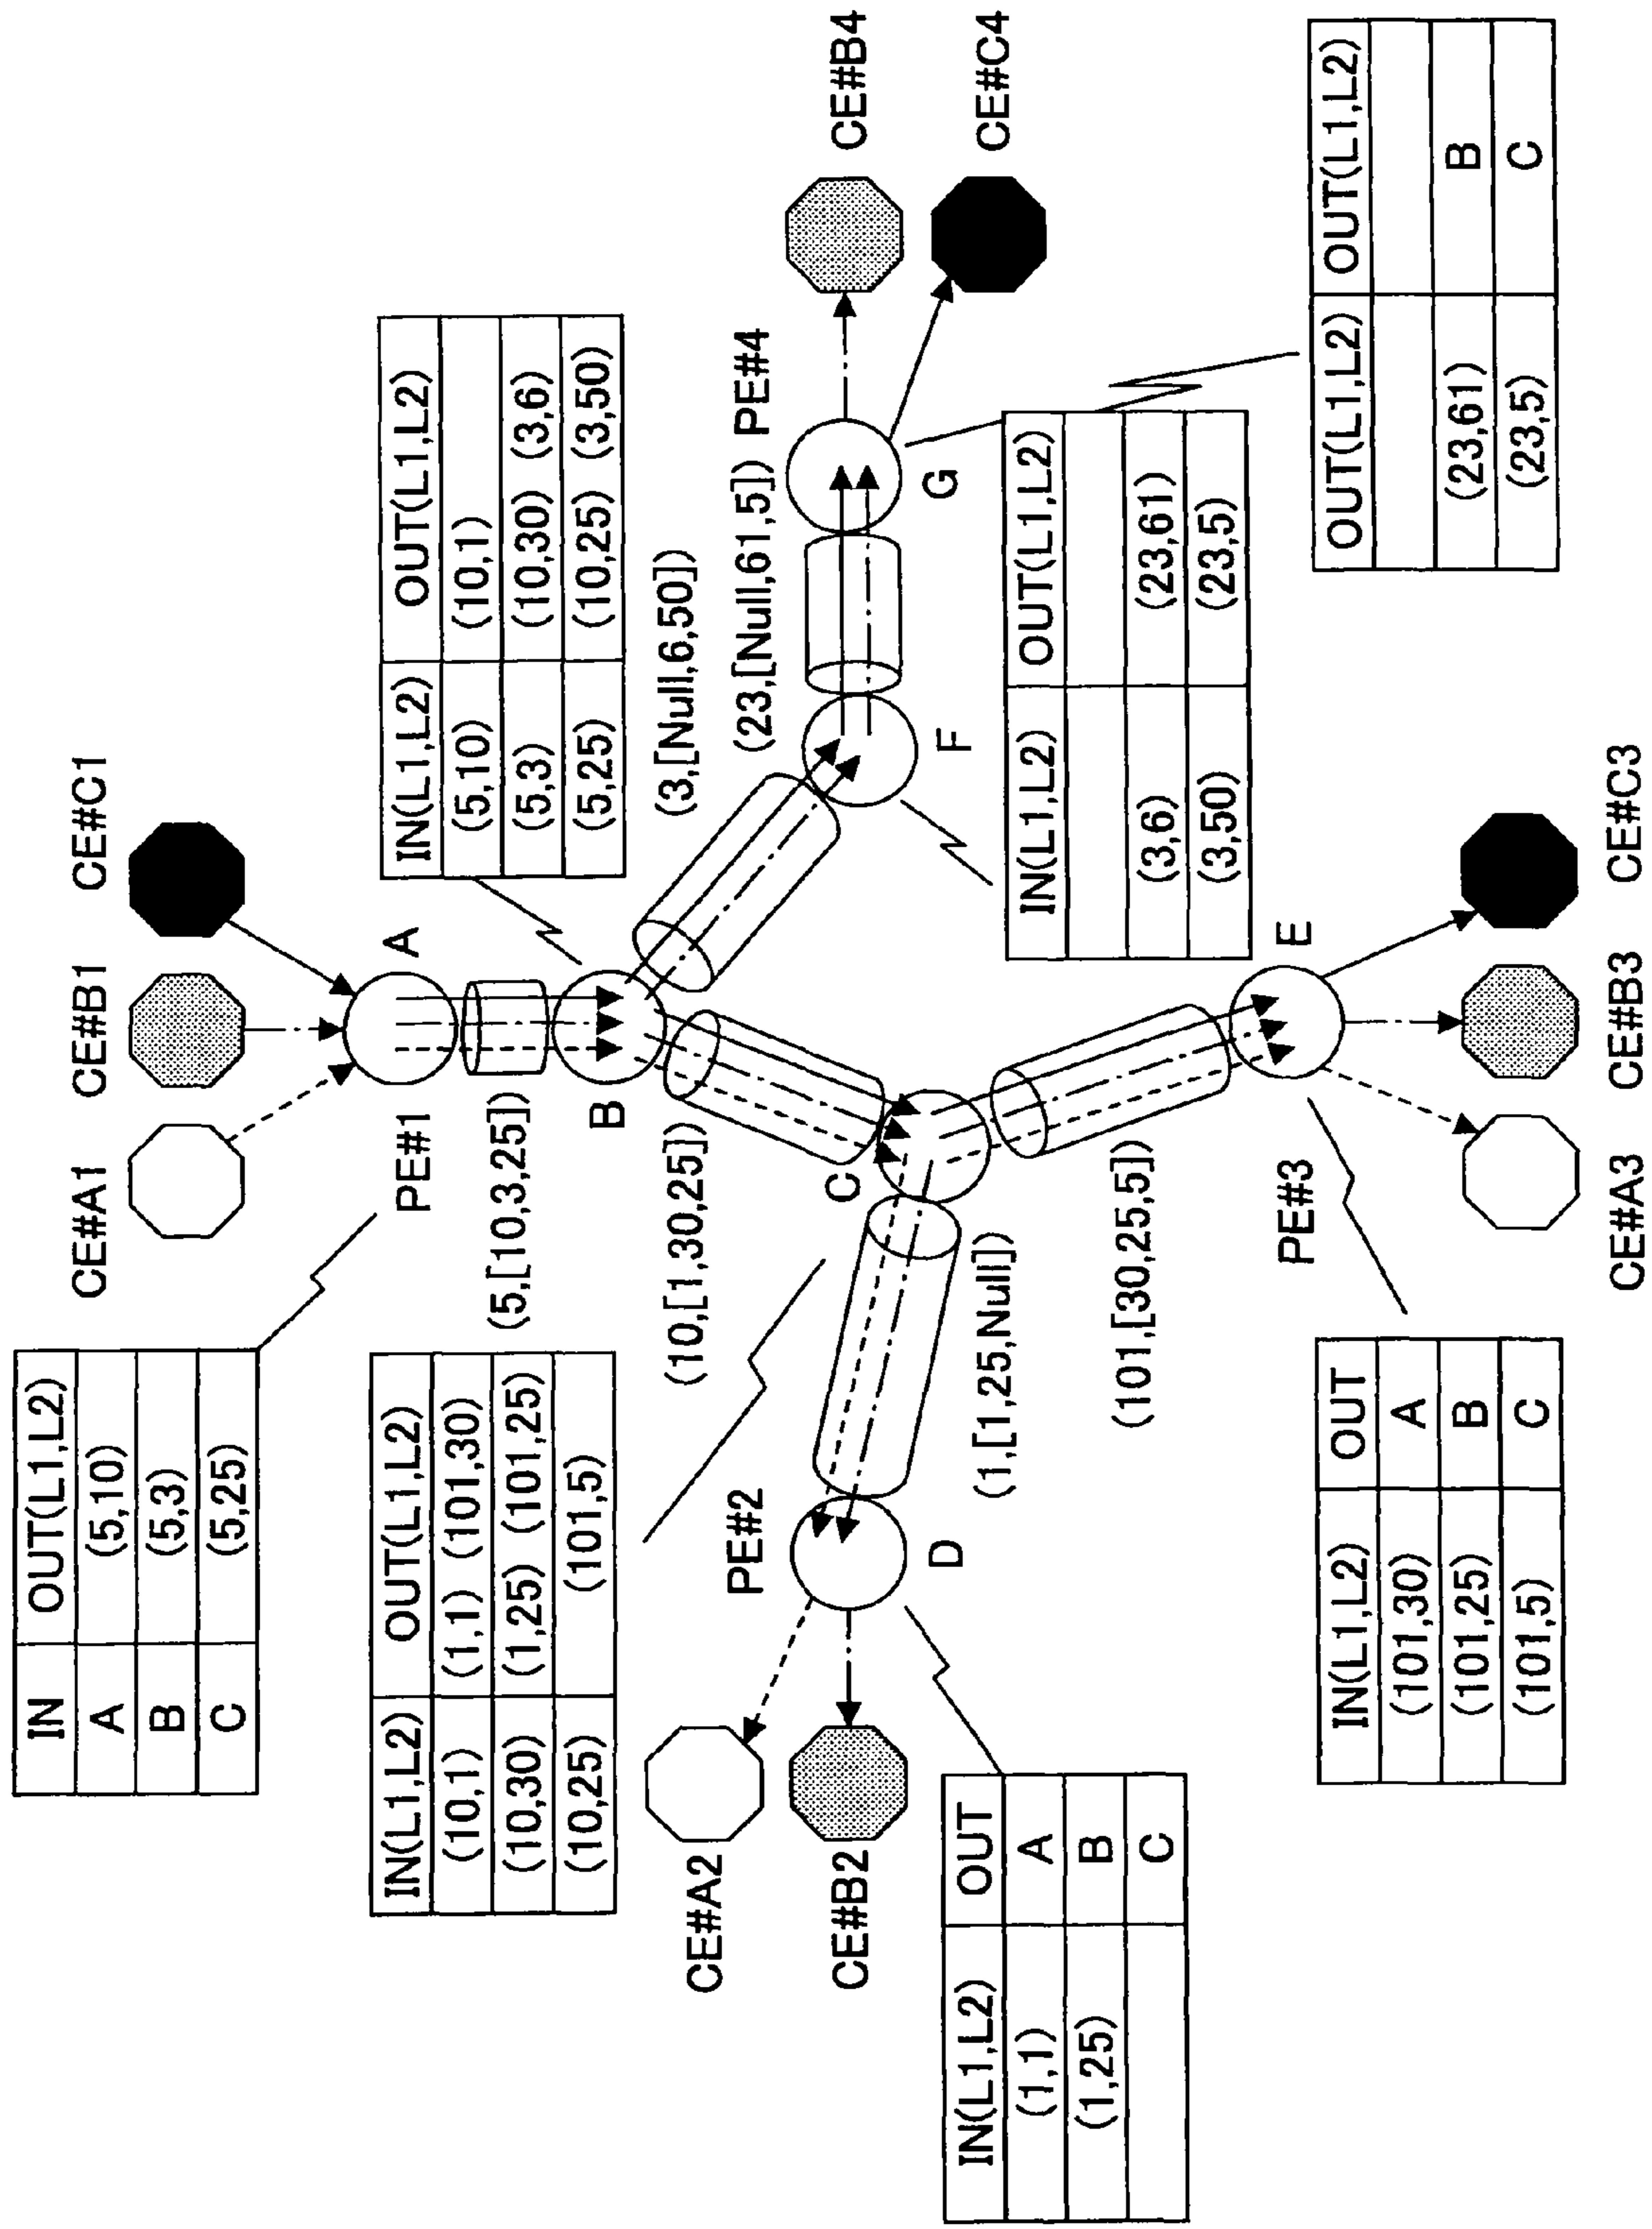 IN OUT(L1,L2)
A (5,10)
B (5,3)
C (5,25)
CE#A1
CE#B1
CE#C1
PE#1
A
(5,[10,3,25])
IN(L1,L2) OUT(L1,L2)
(5,10) (10,1)
(5,3) (10,30) (3,6)
(5,25) (10,25) (3,50)
B
(10,[1,30,25])
(3,[Null,6,50])
IN(L1,L2) OUT(L1,L2)
(10,1) (1,1) (101,30)
(10,30) (1,25) (101,25)
(10,25) (101,5)
C
PE#2
D
(1,[1,25,Null])
CE#A2
CE#B2
(23,[Null,61,5])
PE#4
F
G
CE#B4
CE#C4
IN(L1,L2) OUT
(1,1) A
(1,25) B
C
IN(L1,L2) OUT(L1,L2)
(3,6) (23,61)
(3,50) (23,5)
(101,[30,25,5])
PE#3
E
IN(L1,L2) OUT
(101,30) A
(101,25) B
(101,5) C
OUT(L1,L2) OUT(L1,L2)
(23,61) B
(23,5) C
CE#A3
CE#B3
CE#C3